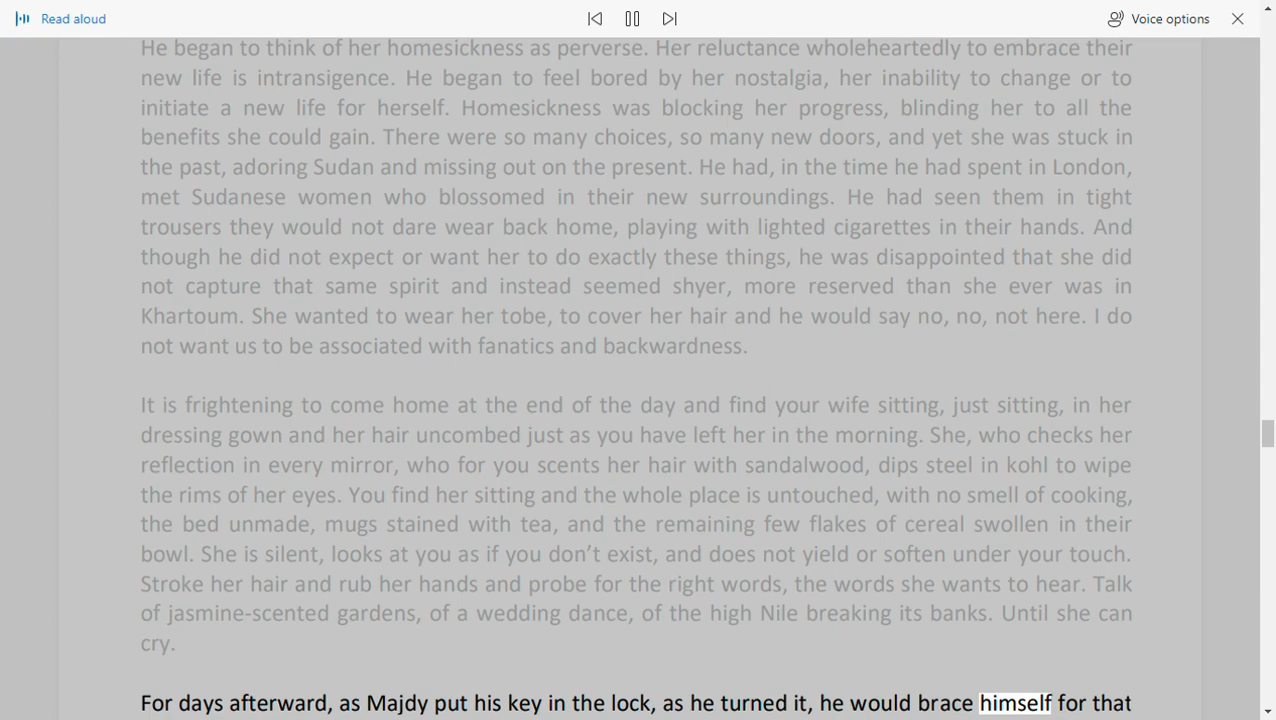 Read aloud
Voice options
He began to think of her homesickness as perverse. Her reluctance wholeheartedly to embrace their
new life is intransigence. He began to feel bored by her nostalgia, her inability to change or to
initiate a new life for herself. Homesickness was blocking her progress, blinding her to all the
benefits she could gain. There were so many choices, so many new doors, and yet she was stuck in
the past, adoring Sudan and missing out on the present. He had, in the time he had spent in London,
met Sudanese women who blossomed in their new surroundings. He had seen them in tight
trousers they would not dare wear back home, playing with lighted cigarettes in their hands. And
though he did not expect or want her to do exactly these things, he was disappointed that she did
not capture that same spirit and instead seemed shyer, more reserved than she ever was in
Khartoum. She wanted to wear her tobe, to cover her hair and he would say no, no, not here. I do
not want us to be associated with fanatics and backwardness.
It is frightening to come home at the end of the day and find your wife sitting, just sitting, in her
dressing gown and her hair uncombed just as you have left her in the morning. She, who checks her
reflection in every mirror, who for you scents her hair with sandalwood, dips steel in kohl to wipe
the rims of her eyes. You find her sitting and the whole place is untouched, with no smell of cooking,
the bed unmade, mugs stained with tea, and the remaining few flakes of cereal swollen in their
bowl. She is silent, looks at you as if you don’t exist, and does not yield or soften under your touch.
Stroke her hair and rub her hands and probe for the right words, the words she wants to hear. Talk
of jasmine-scented gardens, of a wedding dance, of the high Nile breaking its banks. Until she can
cry.
For days afterward, as Majdy put his key in the lock, as he turned it, he would brace himself for that